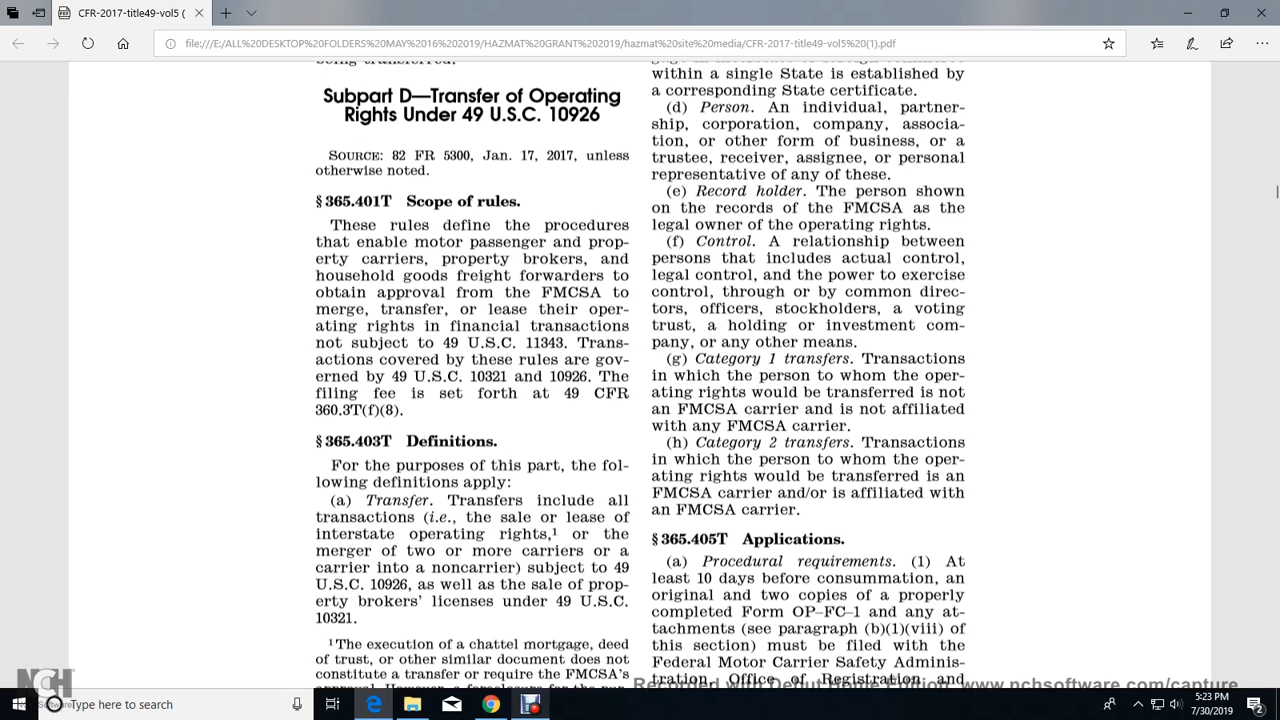 CFR-2017-title49-vol5 (
file:///E:/ALL%20DESKTOP%20FOLDERS%20MAY%2016%202019/HAZMAT%20GRANT%202019/hazmat%20site%20media/CFR-2017-title49-vol5%20(1).pdf
being transferred.
Subpart D—Transfer of Operating
Rights Under 49 U.S.C. 10926
SOURCE: 82 FR 5300, Jan. 17, 2017, unless
otherwise noted.
§ 365.401T Scope of rules.
These rules define the procedures
that enable motor passenger and prop-
erty carriers, property brokers, and
household goods freight forwarders to
obtain approval from the FMCSA to
merge, transfer, or lease their oper-
ating rights in financial transactions
not subject to 49 U.S.C. 11343. Trans-
actions covered by these rules are gov-
erned by 49 U.S.C. 10321 and 10926. The
filing fee is set forth at 49 CFR
360.3T(f)(8).
§ 365.403T Definitions.
For the purposes of this part, the fol-
lowing definitions apply:
(a) Transfer. Transfers include all
transactions (i.e., the sale or lease of
interstate operating rights,1 or the
merger of two or more carriers or a
carrier into a noncarrier) subject to 49
U.S.C. 10926, as well as the sale of prop-
erty brokers' licenses under 49 U.S.C.
10321.
1 The execution of a chattel mortgage, deed
of trust, or other similar document does not
constitute a transfer or require the FMCSA's
within a single State is established by
a corresponding State certificate.
(d) Person. An individual, partner-
ship, corporation, company, associa-
tion, or other form of business, or a
trustee, receiver, assignee, or personal
representative of any of these.
(e) Record holder. The person shown
on the records of the FMCSA as the
legal owner of the operating rights.
(f) Control. A relationship between
persons that includes actual control,
legal control, and the power to exercise
control, through or by common direc-
tors, officers, stockholders, a voting
trust, a holding or investment com-
pany, or any other means.
(g) Category 1 transfers. Transactions
in which the person to whom the oper-
ating rights would be transferred is not
an FMCSA carrier and is not affiliated
with any FMCSA carrier.
(h) Category 2 transfers. Transactions
in which the person to whom the oper-
ating rights would be transferred is an
FMCSA carrier and/or is affiliated with
an FMCSA carrier.
§ 365.405T Applications.
(a) Procedural requirements. (1) At
least 10 days before consummation, an
original and two copies of a properly
completed Form OP–FC–1 and any at-
tachments (see paragraph (b)(1)(viii) of
this section) must be filed with the
Federal Motor Carrier Safety Adminis-
tration, Office of Registration and
Recorded with Debut Home Edition, www.nchsoftware.com/capture
NCH
Software
Type here to search
5:23 PM
7/30/2019
2